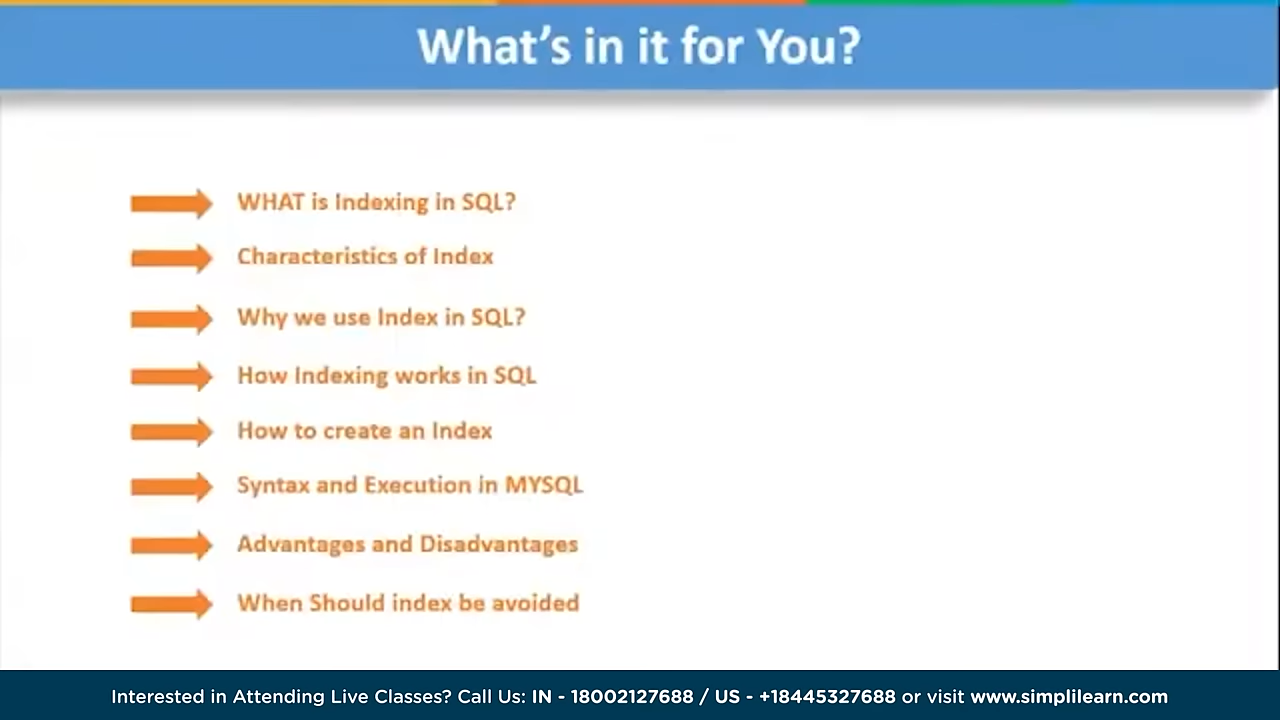 What's in it for You?
WHAT is Indexing in SQL?
Characteristics of Index
Why we use Index in SQL?
How Indexing works in SQL
How to create an Index
Syntax and Execution in MYSQL
Advantages and Disadvantages
When Should index be avoided
Interested in Attending Live Classes? Call Us: IN - 18002127688 / US - +18445327688 or visit www.simplilearn.com